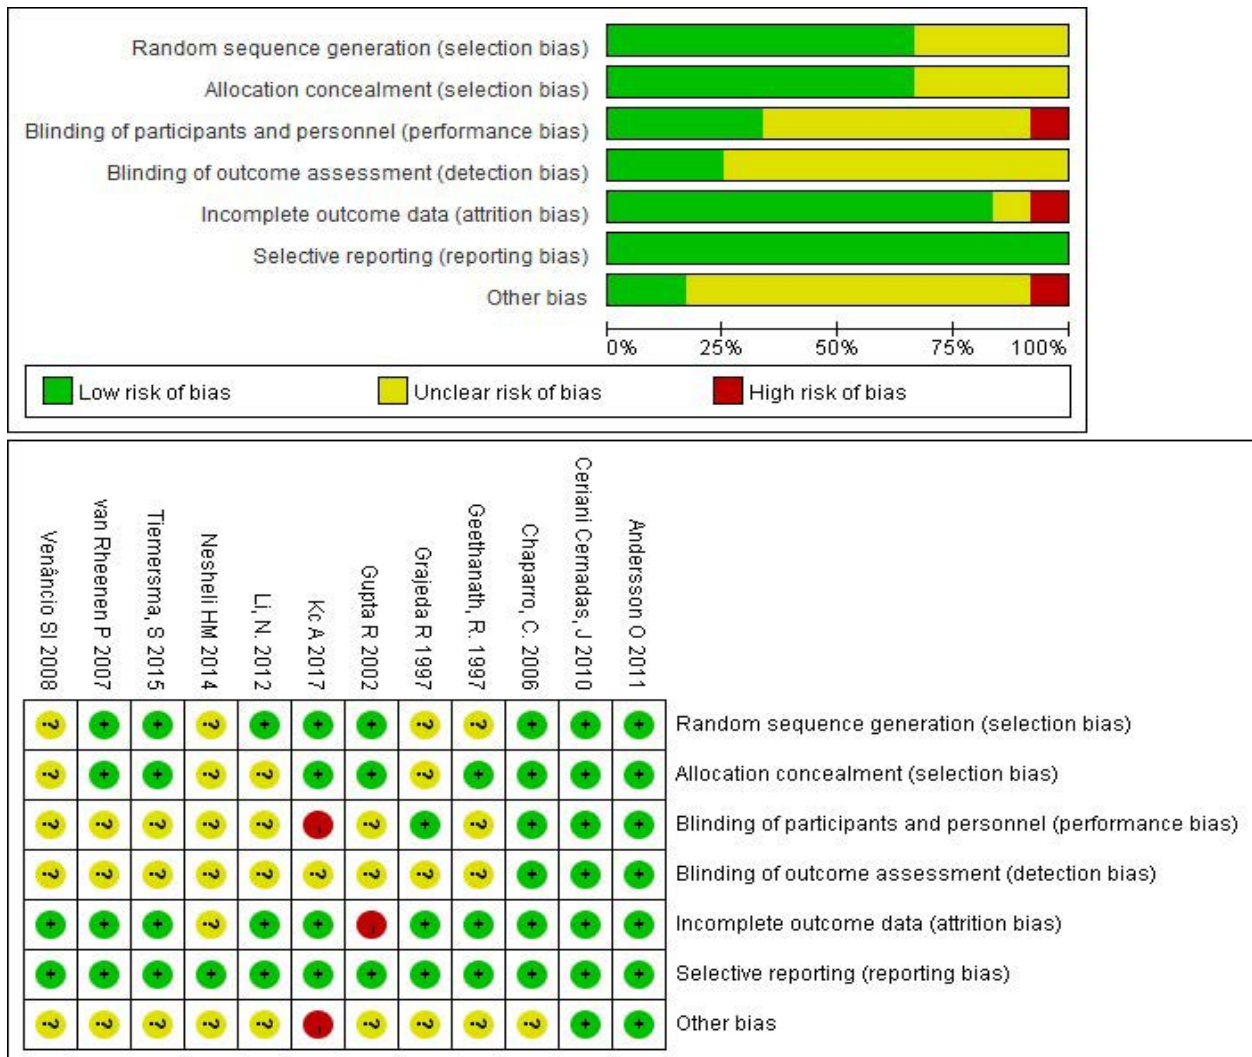 Random sequence generation (selection bias)
Allocation concealment (selection bias)
Blinding of participants and personnel (performance bias)
Blinding of outcome assessment (detection bias)
Incomplete outcome data (attrition bias)
Selective reporting (reporting bias)
Other bias
0% 25% 50% 75% 100%
Low risk of bias Unclear risk of bias High risk of bias
Venâncio SI 2008
van Rheenen P 2007
Tiemersma, S 2015
Nesheli HM 2014
Li, N. 2012
Kc A 2017
Gupta R 2002
Grajeda R 1997
Geethanath, R. 1997
Chaparro, C. 2006
Ceriani Cernadas, J 2010
Andersson O 2011
? + + ? + + + ? ? + + + Random sequence generation (selection bias)
? + + ? ? + + ? + + + + Allocation concealment (selection bias)
? ? ? ? ? - ? + ? + + + Blinding of participants and personnel (performance bias)
? ? ? ? ? ? ? ? ? + + + Blinding of outcome assessment (detection bias)
+ + + ? + + - + + + + + Incomplete outcome data (attrition bias)
+ + + + + + + + + + + + Selective reporting (reporting bias)
? ? ? ? ? - ? ? ? ? + + Other bias